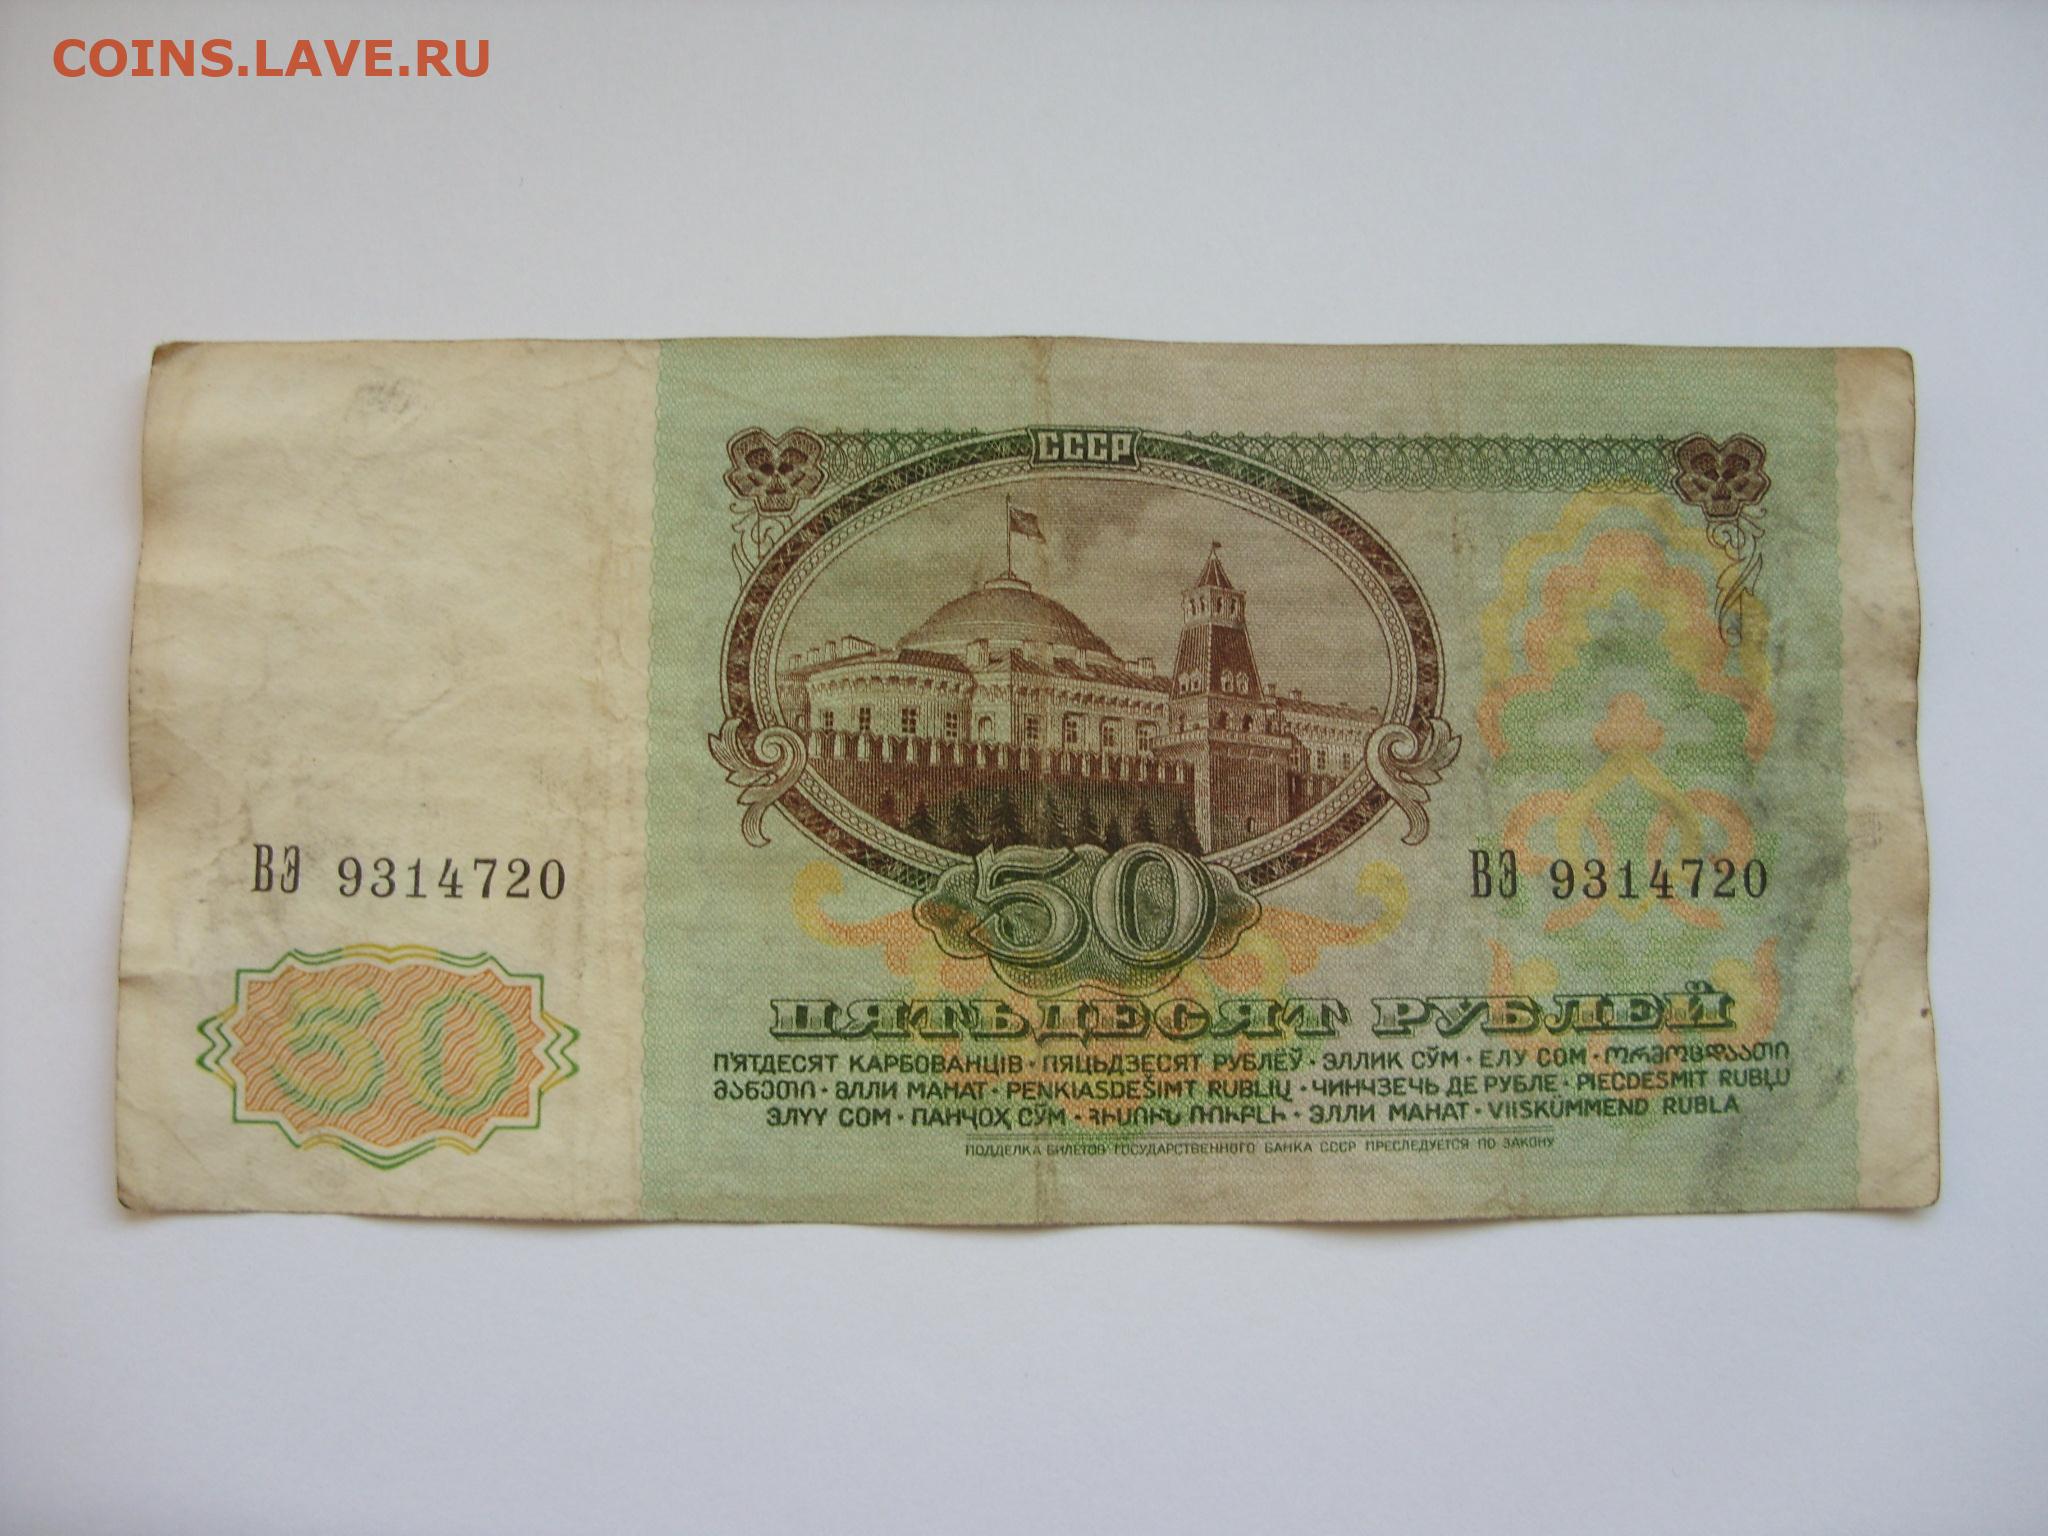 COINS.LAVE.RU
СССР
ВЭ 9314720
ВЭ 9314720
50
50
ПЯТЬДЕСЯТ РУБЛЕЙ
П'ЯТДЕСЯТ КАРБОВАНЦІВ · ПЯЦЬДЗЕСЯТ РУБЛЁЎ · ЭЛЛИК СЎМ · ЕЛУ СОМ · ორმოცდაათი
მანეთი · ӘЛЛИ МАНАТ · PENKIASDEŠIMT RUBLIŲ · ЧИНЧЗЕЧЬ ДЕ РУБЛЕ · PIECDESMIT RUBĻU
ЭЛҮҮ СОМ · ПАНҶОҲ СӮМ · ՀԻՍՈՒՆ ՌՈՒԲԼԻ · ЭЛЛИ МАНАТ · VIISKÜMMEND RUBLA
ПОДДЕЛКА БИЛЕТОВ ГОСУДАРСТВЕННОГО БАНКА СССР ПРЕСЛЕДУЕТСЯ ПО ЗАКОНУ